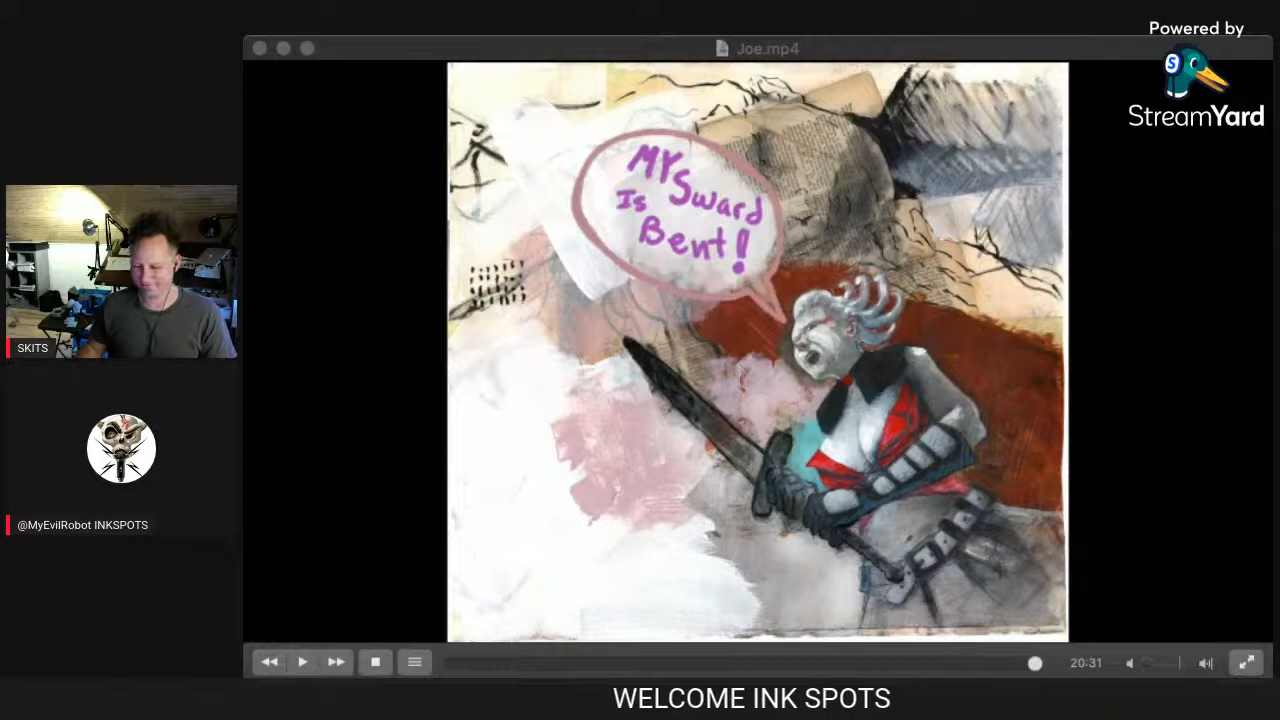 Powered by
StreamYard
Joe.mp4
MY
Sward
Is
Bent!
SKITS
@MyEvilRobot INKSPOTS
20:31
WELCOME INK SPOTS